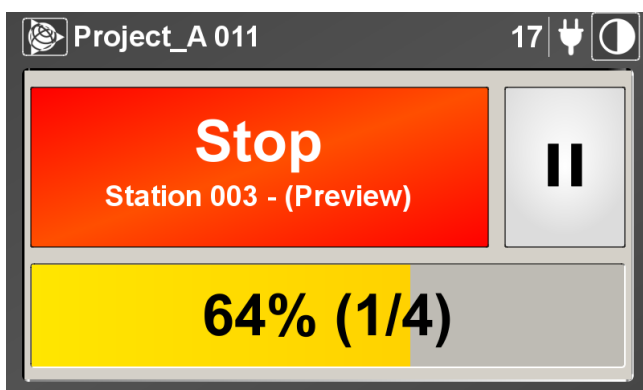 Project_A 011
17
Stop
Station 003 - (Preview)
64% (1/4)